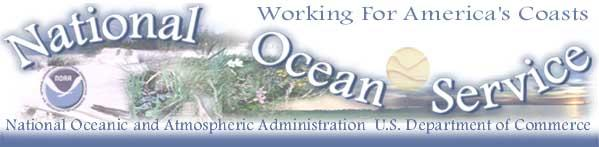 Working For America's Coasts
National Ocean Service
NOAA
National Oceanic and Atmospheric Administration U.S. Department of Commerce